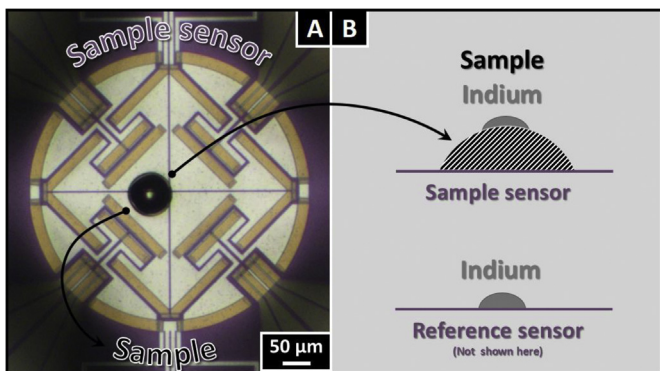 Sample sensor
A
B
Sample
Indium
Sample sensor
Indium
Reference sensor
(Not shown here)
Sample
50 µm